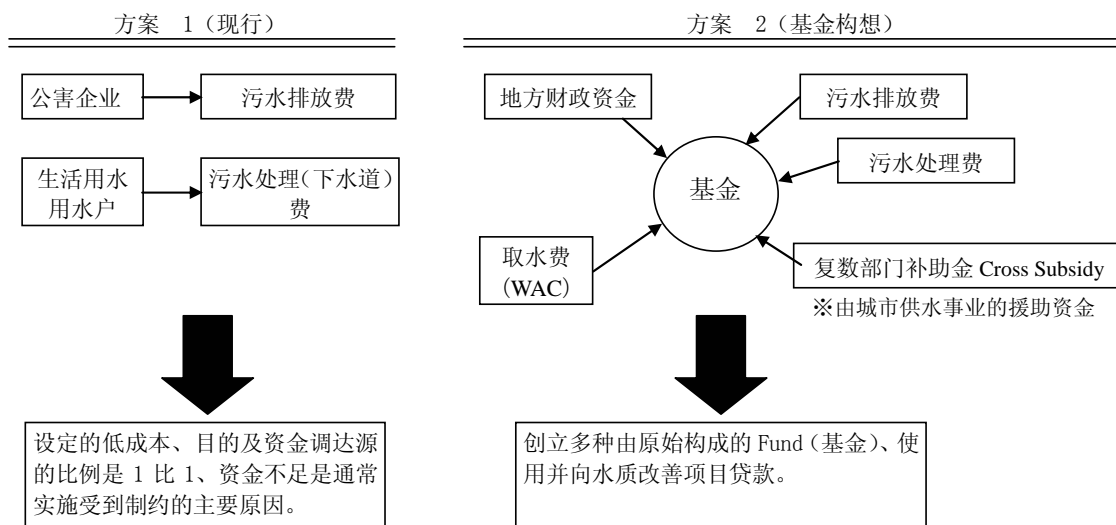 方案 1（现行）
公害企业
污水排放费
生活用水
用水户
污水处理(下水道)
费
设定的低成本、目的及资金调达源
的比例是 1 比 1、资金不足是通常
实施受到制约的主要原因。
方案 2（基金构想）
地方财政资金
污水排放费
污水处理费
基金
取水费
(WAC)
复数部门补助金 Cross Subsidy
※由城市供水事业的援助资金
创立多种由原始构成的 Fund（基金）、使
用并向水质改善项目贷款。